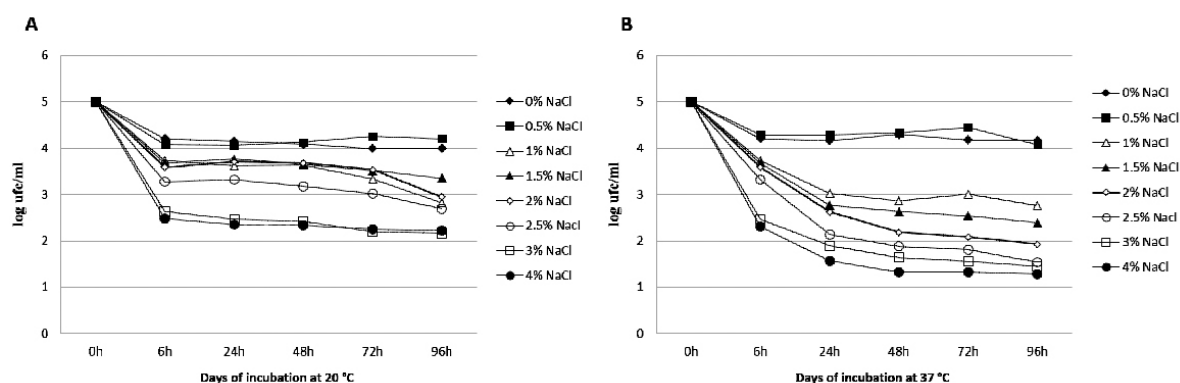 A
6
5
4
3
2
1
0
log ufc/ml
0h 6h 24h 48h 72h 96h
Days of incubation at 20 °C
0% NaCl
0.5% NaCl
1% NaCl
1.5% NaCl
2% NaCl
2.5% NaCl
3% NaCl
4% NaCl
B
6
5
4
3
2
1
0
log ufc/ml
0h 6h 24h 48h 72h 96h
Days of incubation at 37 °C
0% NaCl
0.5% NaCl
1% NaCl
1.5% NaCl
2% NaCl
2.5% NaCl
3% NaCl
4% NaCl